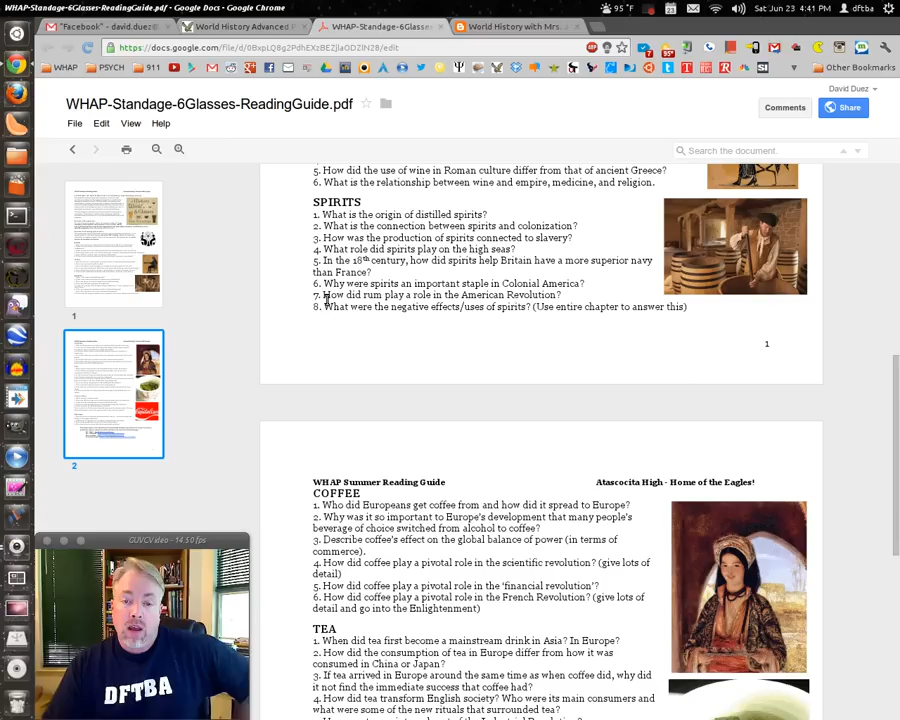 WHAP-Standage-6Glasses-ReadingGuide.pdf - Google Docs - Google Chrome
95 °F
Sat Jun 23 4:41 PM
dftba
"Facebook" - david.duez@
World History Advanced P
WHAP-Standage-6Glasses-R
World History with Mrs.
https://docs.google.com/file/d/0BxpLQ8g2PdhEXzBEZjlaODZlN28/edit
WHAP
PSYCH
911
Other Bookmarks
David Duez
WHAP-Standage-6Glasses-ReadingGuide.pdf
Comments
Share
File Edit View Help
Search the document.
5. How did the use of wine in Roman culture differ from that of ancient Greece?
6. What is the relationship between wine and empire, medicine, and religion.
SPIRITS
1. What is the origin of distilled spirits?
2. What is the connection between spirits and colonization?
3. How was the production of spirits connected to slavery?
4. What role did spirits play on the high seas?
5. In the 18th century, how did spirits help Britain have a more superior navy
than France?
6. Why were spirits an important staple in Colonial America?
7. How did rum play a role in the American Revolution?
8. What were the negative effects/uses of spirits? (Use entire chapter to answer this)
1
1
2
WHAP Summer Reading Guide
Atascocita High - Home of the Eagles!
COFFEE
1. Who did Europeans get coffee from and how did it spread to Europe?
2. Why was it so important to Europe's development that many people's
beverage of choice switched from alcohol to coffee?
3. Describe coffee's effect on the global balance of power (in terms of
commerce).
4. How did coffee play a pivotal role in the scientific revolution? (give lots of
detail)
5. How did coffee play a pivotal role in the 'financial revolution'?
6. How did coffee play a pivotal role in the French Revolution? (give lots of
detail and go into the Enlightenment)
TEA
1. When did tea first become a mainstream drink in Asia? In Europe?
2. How did the consumption of tea in Europe differ from how it was
consumed in China or Japan?
3. If tea arrived in Europe around the same time as when coffee did, why did
it not find the immediate success that coffee had?
4. How did tea transform English society? Who were its main consumers and
what were some of the new rituals that surrounded tea?
GUVCViewer - 14.50 fps
DFTBA